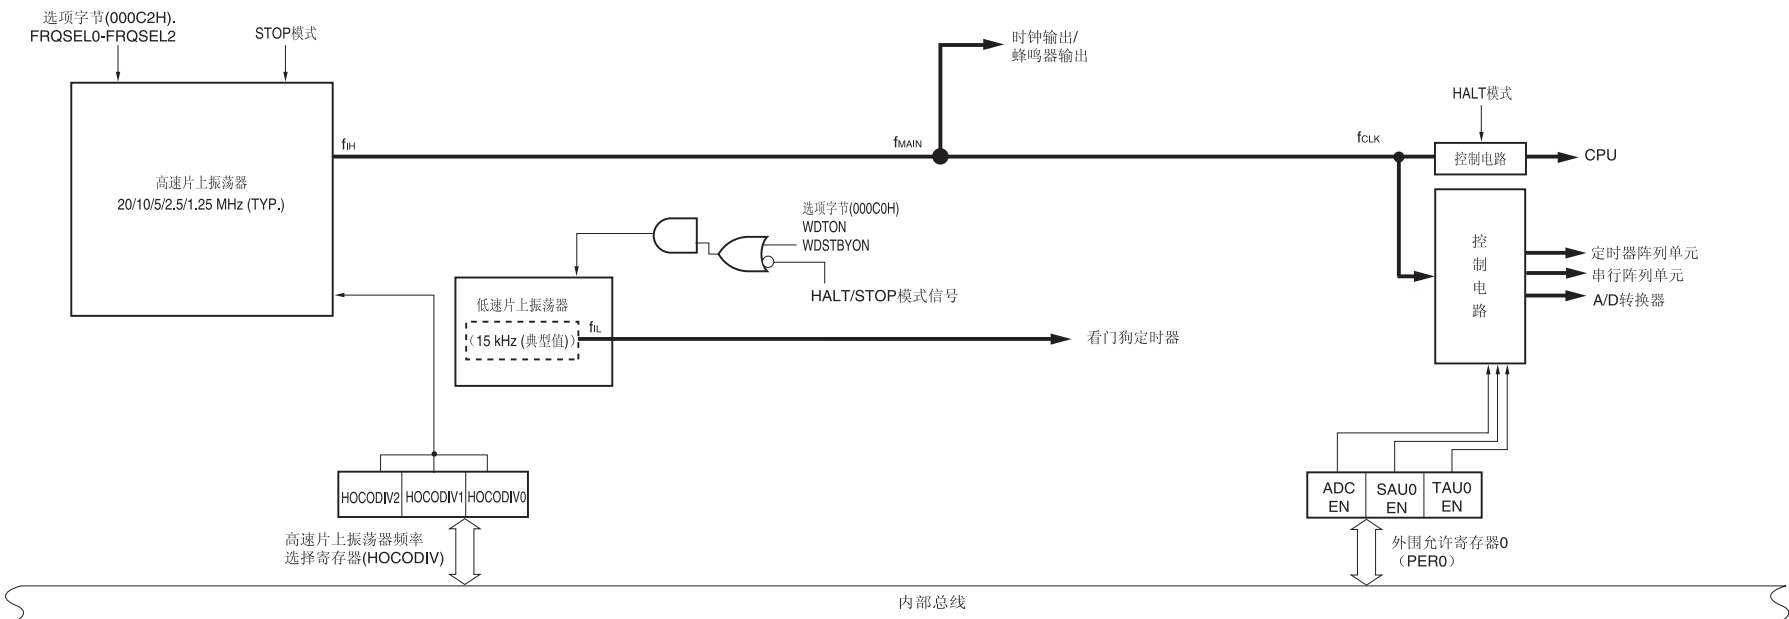 选项字节(000C2H).
FRQSEL0-FRQSEL2
STOP模式
时钟输出/
蜂鸣器输出
HALT模式
fIH
fMAIN
fCLK
控制电路
CPU
高速片上振荡器
20/10/5/2.5/1.25 MHz (TYP.)
选项字节(000C0H)
WDTON
WDSTBYON
HALT/STOP模式信号
控制电路
定时器阵列单元
串行阵列单元
A/D转换器
低速片上振荡器
(15 kHz (典型值))
fIL
看门狗定时器
HOCODIV2
HOCODIV1
HOCODIV0
ADC
EN
SAU0
EN
TAU0
EN
高速片上振荡器频率
选择寄存器(HOCODIV)
外围允许寄存器0
（PER0）
内部总线